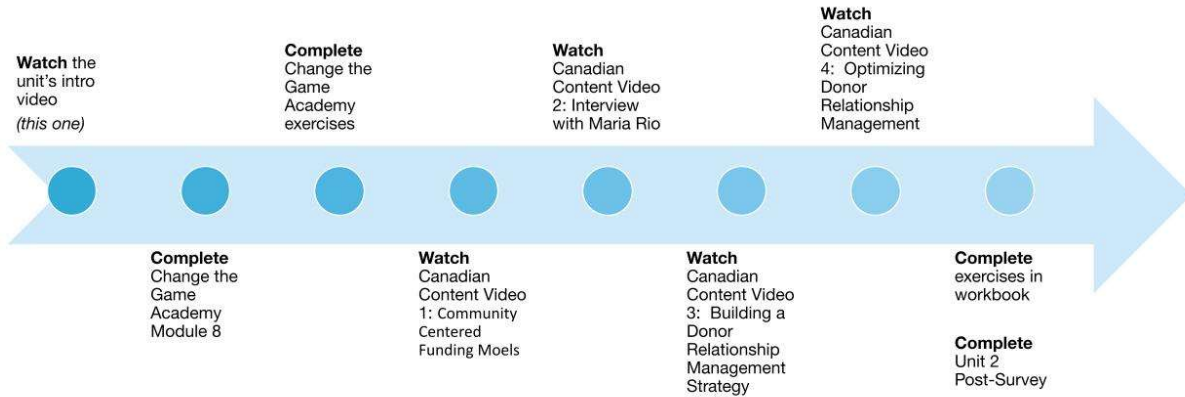 Watch the
unit's intro
video
(this one)
Complete
Change the
Game
Academy
Module 8
Complete
Change the
Game
Academy
exercises
Watch
Canadian
Content Video
1: Community
Centered
Funding Moels
Watch
Canadian
Content Video
2: Interview
with Maria Rio
Watch
Canadian
Content Video
3:  Building a
Donor
Relationship
Management
Strategy
Watch
Canadian
Content Video
4:  Optimizing
Donor
Relationship
Management
Complete
exercises in
workbook
Complete
Unit 2
Post-Survey